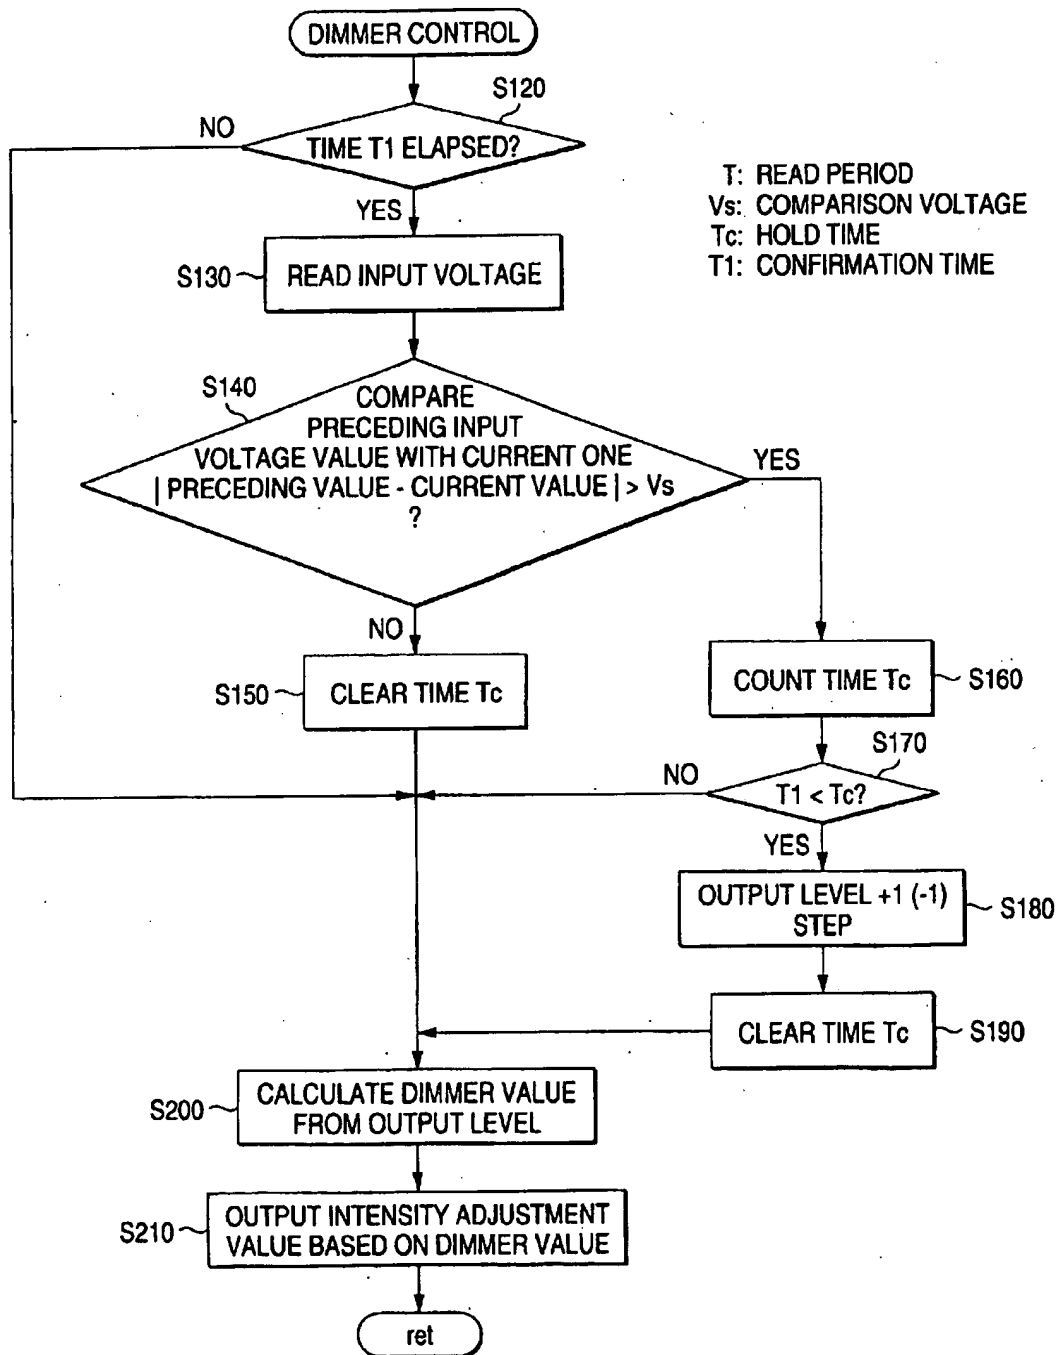 DIMMER CONTROL
S120
NO
TIME T1 ELAPSED?
T: READ PERIOD
Vs: COMPARISON VOLTAGE
Tc: HOLD TIME
T1: CONFIRMATION TIME
YES
S130
READ INPUT VOLTAGE
S140
COMPARE
PRECEDING INPUT
VOLTAGE VALUE WITH CURRENT ONE
| PRECEDING VALUE - CURRENT VALUE | > Vs
?
YES
NO
S150
CLEAR TIME Tc
COUNT TIME Tc
S160
S170
NO
T1 < Tc?
YES
OUTPUT LEVEL +1 (-1)
STEP
S180
CLEAR TIME Tc
S190
S200
CALCULATE DIMMER VALUE
FROM OUTPUT LEVEL
S210
OUTPUT INTENSITY ADJUSTMENT
VALUE BASED ON DIMMER VALUE
ret